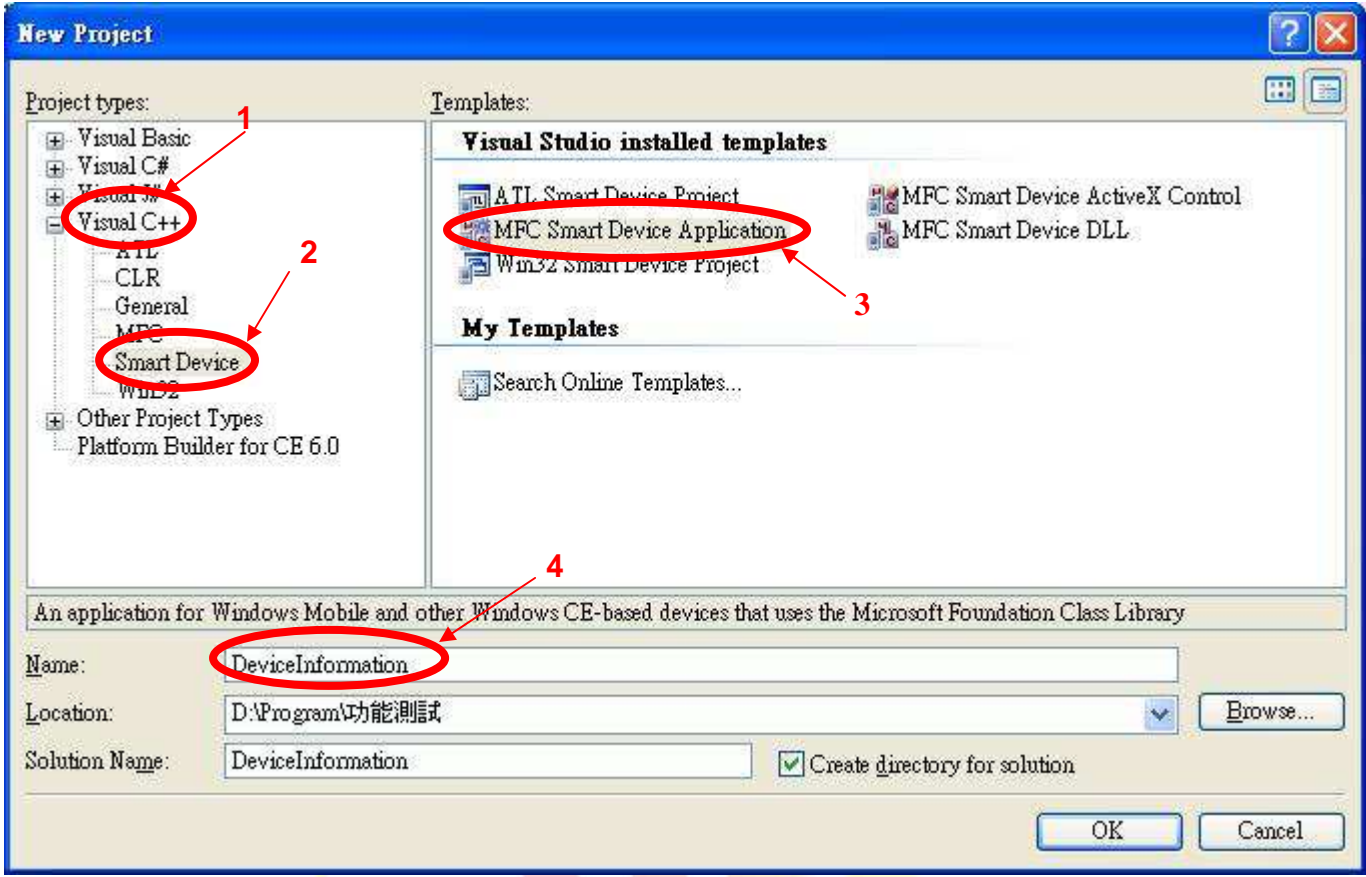 New Project
Project types:
1
Visual Basic
Visual C#
Visual J#
Visual C++
ATL
2
CLR
General
MFC
Smart Device
Win32
Other Project Types
Platform Builder for CE 6.0
Templates:
Visual Studio installed templates
ATL Smart Device Project
MFC Smart Device ActiveX Control
MFC Smart Device Application
MFC Smart Device DLL
Win32 Smart Device Project
3
My Templates
Search Online Templates...
4
An application for Windows Mobile and other Windows CE-based devices that uses the Microsoft Foundation Class Library
Name: DeviceInformation
Location: D:\Program\功能測試 Browse...
Solution Name: DeviceInformation Create directory for solution
OK Cancel